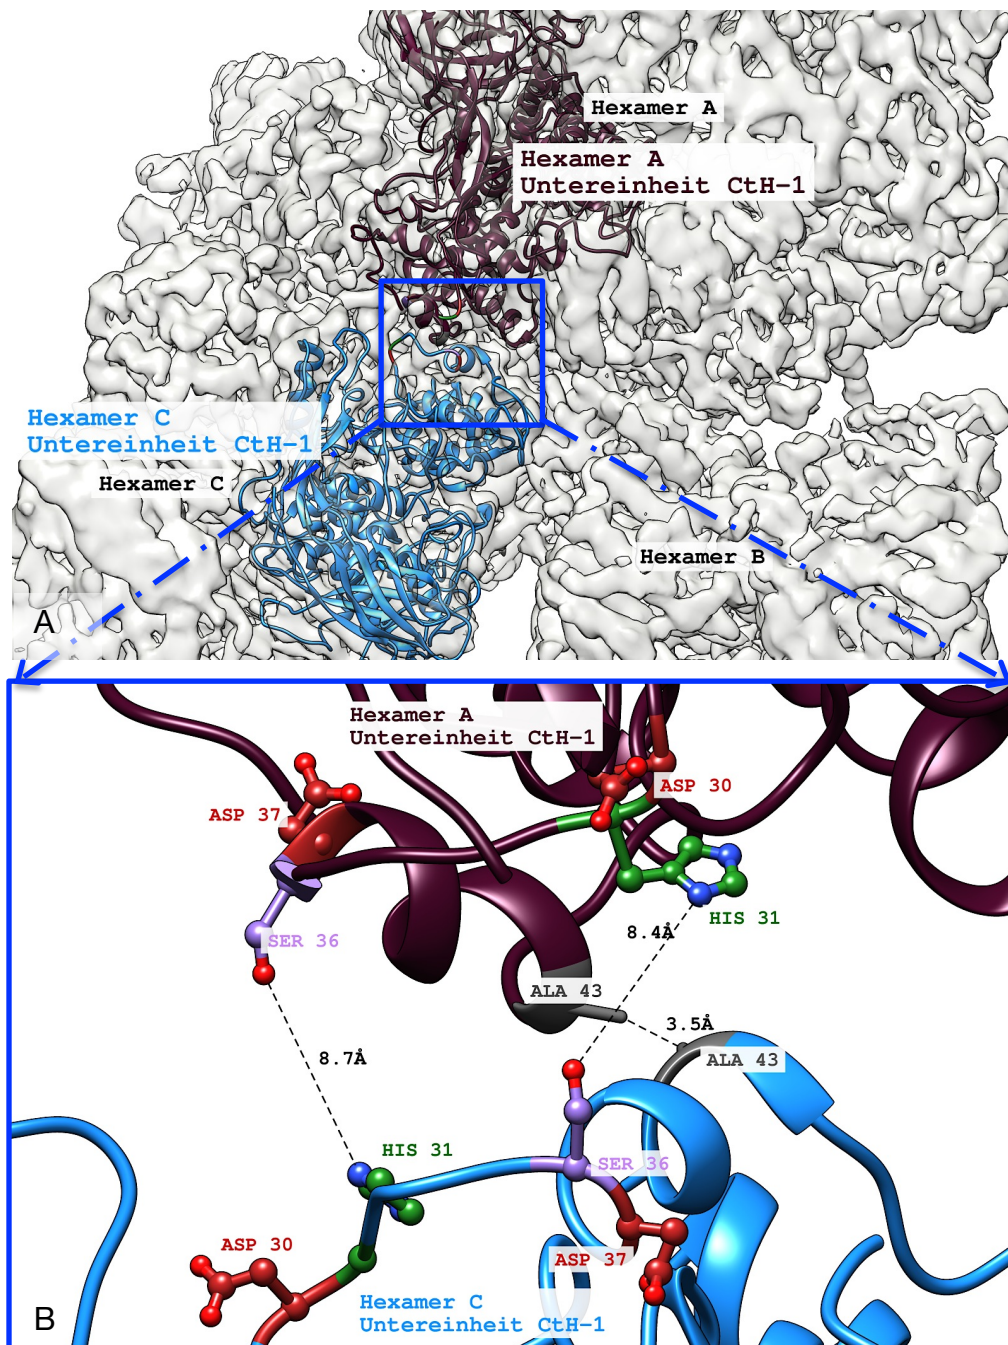 Hexamer A
Hexamer A
Untereinheit CtH-1
Hexamer C
Untereinheit CtH-1
Hexamer C
Hexamer B
A
Hexamer A
Untereinheit CtH-1
ASP 37
ASP 30
HIS 31
SER 36
8.4Å
ALA 43
3.5Å
ALA 43
8.7Å
HIS 31
SER 36
ASP 30
ASP 37
Hexamer C
Untereinheit CtH-1
B